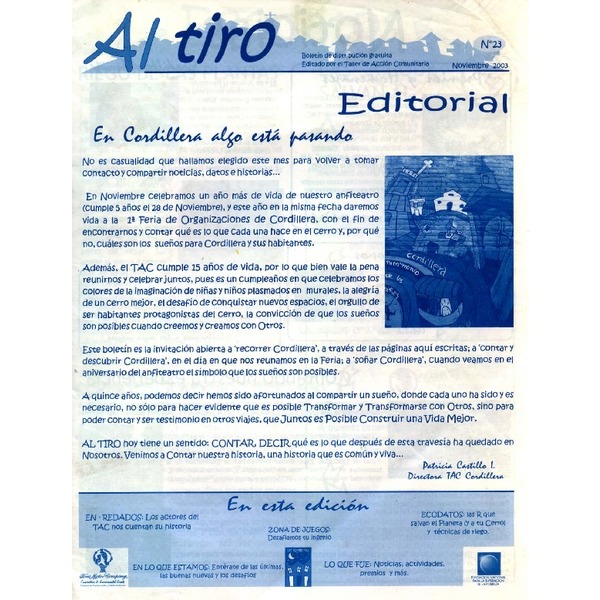 Al tiro
Boletín de distribución gratuita
Editado por el Taller de Acción Comunitaria
N°23
Noviembre 2003
Editorial
En Cordillera algo está pasando
No es casualidad que hallamos elegido este mes para volver a tomar
contacto y compartir noticias, datos e historias...
En Noviembre celebramos un año más de vida de nuestro anfiteatro
(cumple 5 años el 28 de Noviembre), y este año en la misma fecha daremos
vida a la 1ª Feria de Organizaciones de Cordillera, con el fin de
encontrarnos y contar qué es lo que cada una hace en el cerro y, por qué
no, cuáles son los sueños para Cordillera y sus habitantes.
Además, el TAC cumple 15 años de vida, por lo que bien vale la pena
reunirnos y celebrar juntos, pues es un cumpleaños en que celebramos los
colores de la imaginación de niñas y niños plasmados en murales, la alegría
de un cerro mejor, el desafío de conquistar nuevos espacios, el orgullo de
ser habitantes protagonistas del cerro, la convicción de que los sueños
son posibles cuando creemos y creamos con Otros.
cordillera
Este boletín es la invitación abierta a 'recorrer Cordillera', a través de las páginas aquí escritas; a 'contar y
descubrir Cordillera', en el día en que nos reunamos en la Feria; a 'soñar Cordillera', cuando veamos en el
aniversario del anfiteatro el símbolo que los sueños son posibles.
A quince años, podemos decir hemos sido afortunados al compartir un sueño, donde cada uno ha sido y es
necesario, no sólo para hacer evidente que es posible Transformar y Transformarse con Otros, sino para
poder contar y ser testimonio en otros viajes, que Juntos es Posible Construir una Vida Mejor.
AL TIRO hoy tiene un sentido: CONTAR, DECIR qué es lo que después de esta travesía ha quedado en
Nosotros. Venimos a Contar nuestra historia, una historia que es común y viva...
Patricia Castillo I.
Directora TAC Cordillera
En esta edición
EN - REDADOS: Los actores del
TAC nos cuentan su historia
ZONA DE JUEGOS:
Desafiamos tu ingenio
ECODATOS: las R que
salvan el Planeta (y a tu Cerro)
y técnicas de riego.
EN LO QUE ESTAMOS: Entérate de las últimas,
las buenas nuevas y los desafíos
LO QUE FUE: Noticias, actividades,
premios y más.